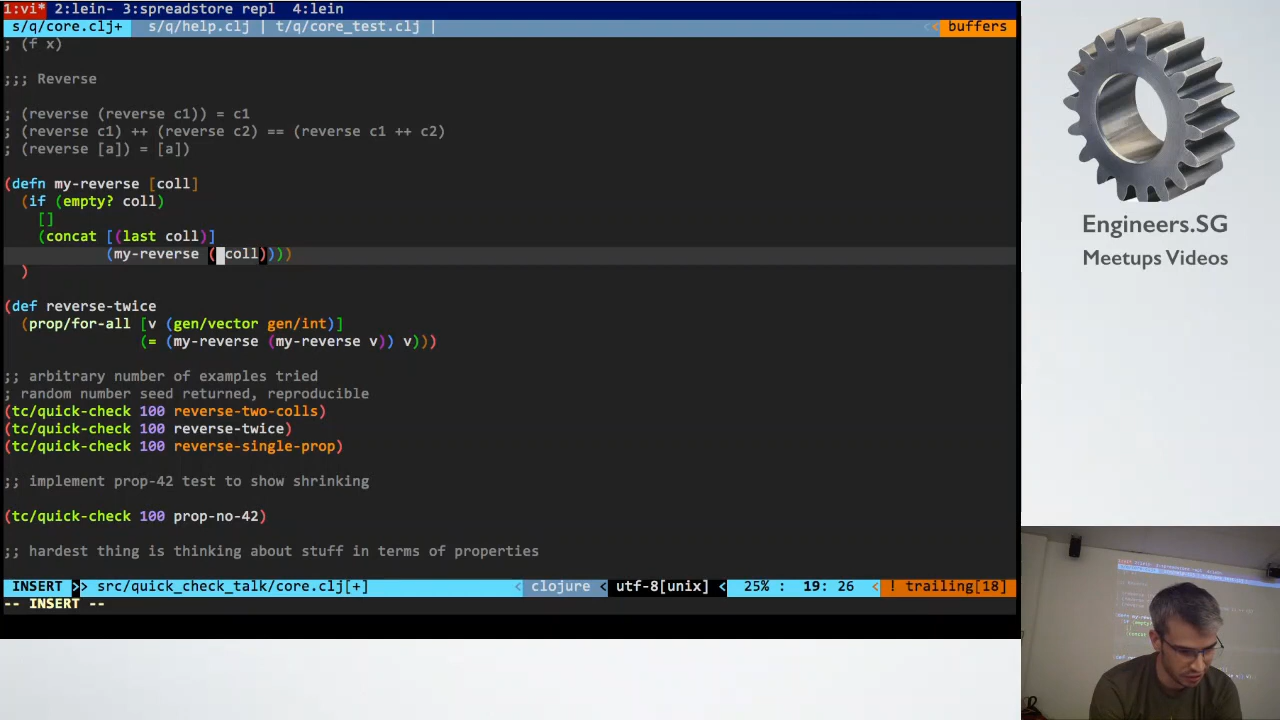 1:vi* 2:lein- 3:spreadstore repl 4:lein
s/q/core.clj+ s/q/help.clj | t/q/core_test.clj | << buffers
; (f x)
;;; Reverse
; (reverse (reverse c1)) = c1
; (reverse c1) ++ (reverse c2) == (reverse c1 ++ c2)
; (reverse [a]) = [a])
(defn my-reverse [coll]
(if (empty? coll)
[]
(concat [(last coll)]
(my-reverse ( coll))))
)
(def reverse-twice
(prop/for-all [v (gen/vector gen/int)]
(= (my-reverse (my-reverse v)) v)))
;; arbitrary number of examples tried
; random number seed returned, reproducible
(tc/quick-check 100 reverse-two-colls)
(tc/quick-check 100 reverse-twice)
(tc/quick-check 100 reverse-single-prop)
;; implement prop-42 test to show shrinking
(tc/quick-check 100 prop-no-42)
;; hardest thing is thinking about stuff in terms of properties
INSERT >> src/quick_check_talk/core.clj[+] < clojure < utf-8[unix] < 25% : 19: 26 < ! trailing[18]
-- INSERT --
Engineers.SG
Meetups Videos